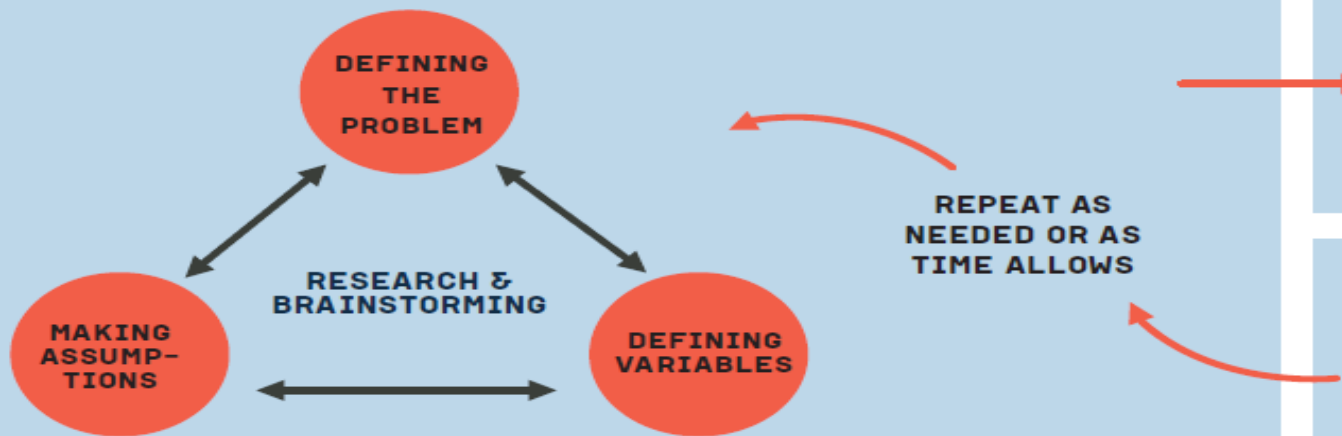 DEFINING
THE
PROBLEM
REPEAT AS
NEEDED OR AS
TIME ALLOWS
RESEARCH &
BRAINSTORMING
MAKING
ASSUMP-
TIONS
DEFINING
VARIABLES